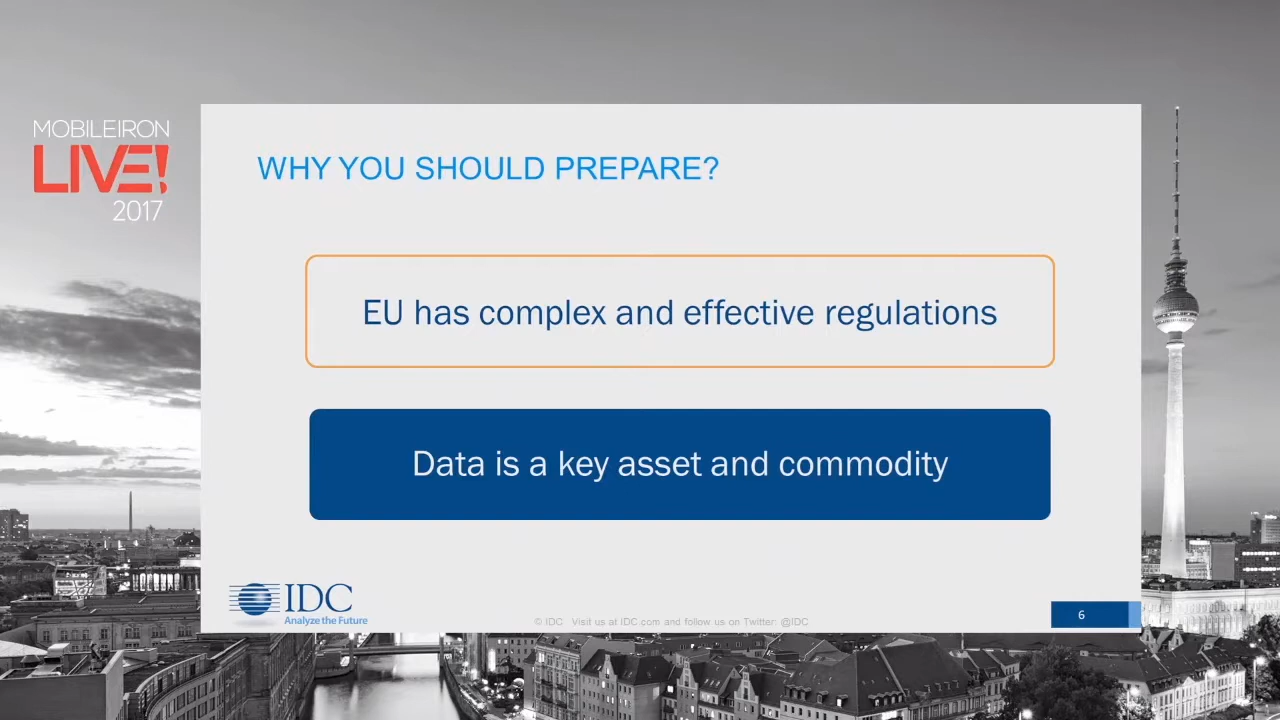 MOBILEIRON
LIVE!
2017
WHY YOU SHOULD PREPARE?
EU has complex and effective regulations
Data is a key asset and commodity
IDC
Analyze the Future
© IDC Visit us at IDC.com and follow us on Twitter: @IDC
6